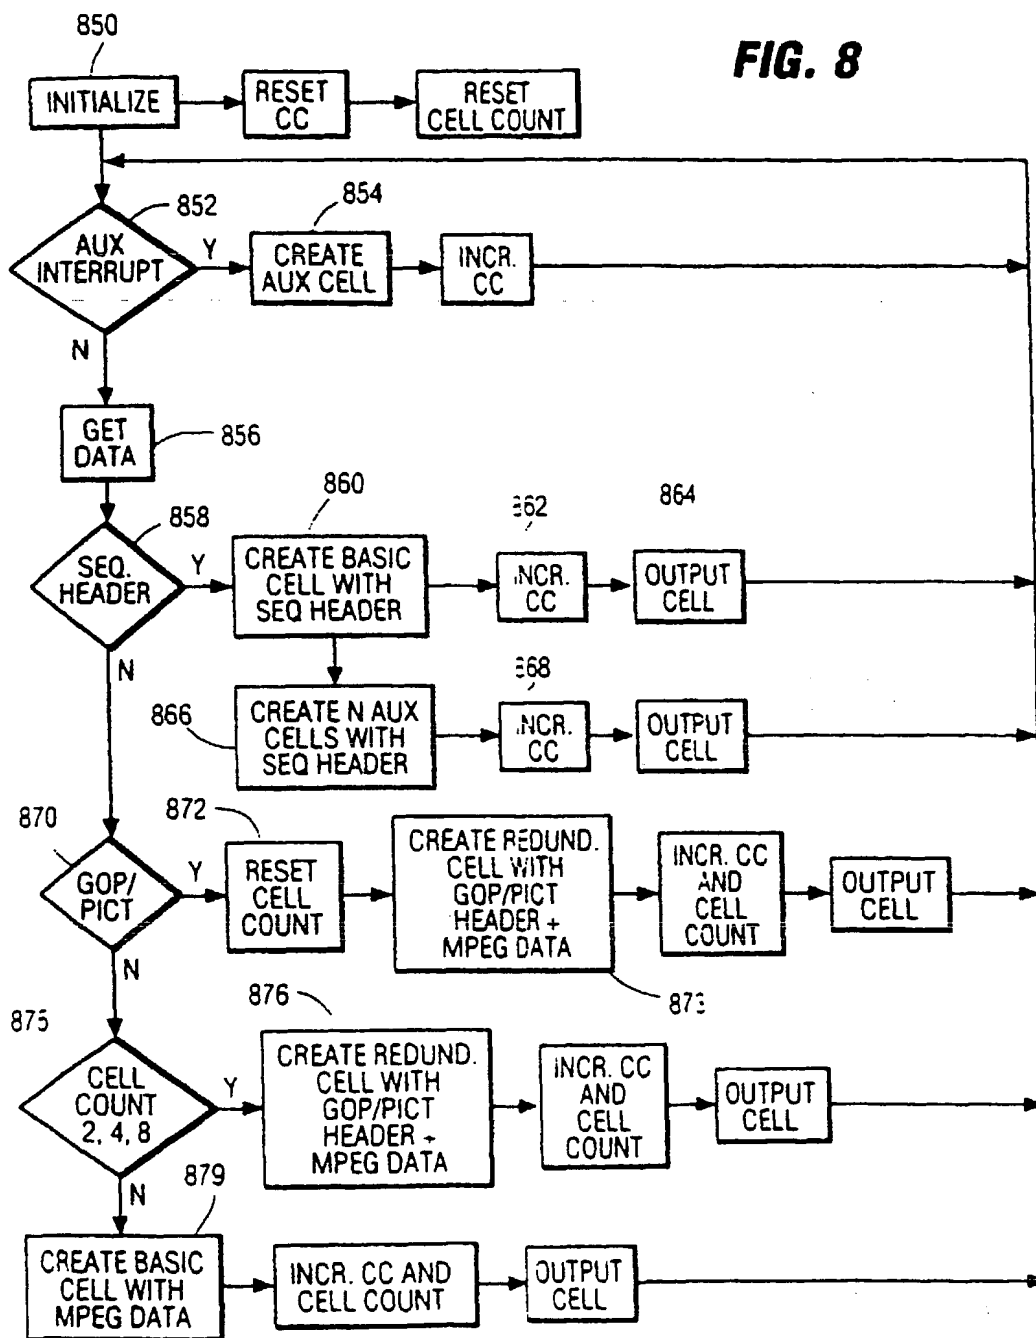 850
FIG. 8
INITIALIZE
RESET
CC
RESET
CELL COUNT
852
AUX
INTERRUPT
Y
N
854
CREATE
AUX CELL
INCR.
CC
GET
DATA
856
858
SEQ.
HEADER
Y
N
860
CREATE BASIC
CELL WITH
SEQ HEADER
862
INCR.
CC
864
OUTPUT
CELL
866
CREATE N AUX
CELLS WITH
SEQ HEADER
868
INCR.
CC
OUTPUT
CELL
870
GOP/
PICT
Y
N
872
RESET
CELL
COUNT
CREATE REDUND.
CELL WITH
GOP/PICT
HEADER +
MPEG DATA
873
INCR. CC
AND
CELL
COUNT
OUTPUT
CELL
875
CELL
COUNT
2, 4, 8
Y
N
876
CREATE REDUND.
CELL WITH
GOP/PICT
HEADER +
MPEG DATA
INCR. CC
AND
CELL
COUNT
OUTPUT
CELL
879
CREATE BASIC
CELL WITH
MPEG DATA
INCR. CC AND
CELL COUNT
OUTPUT
CELL